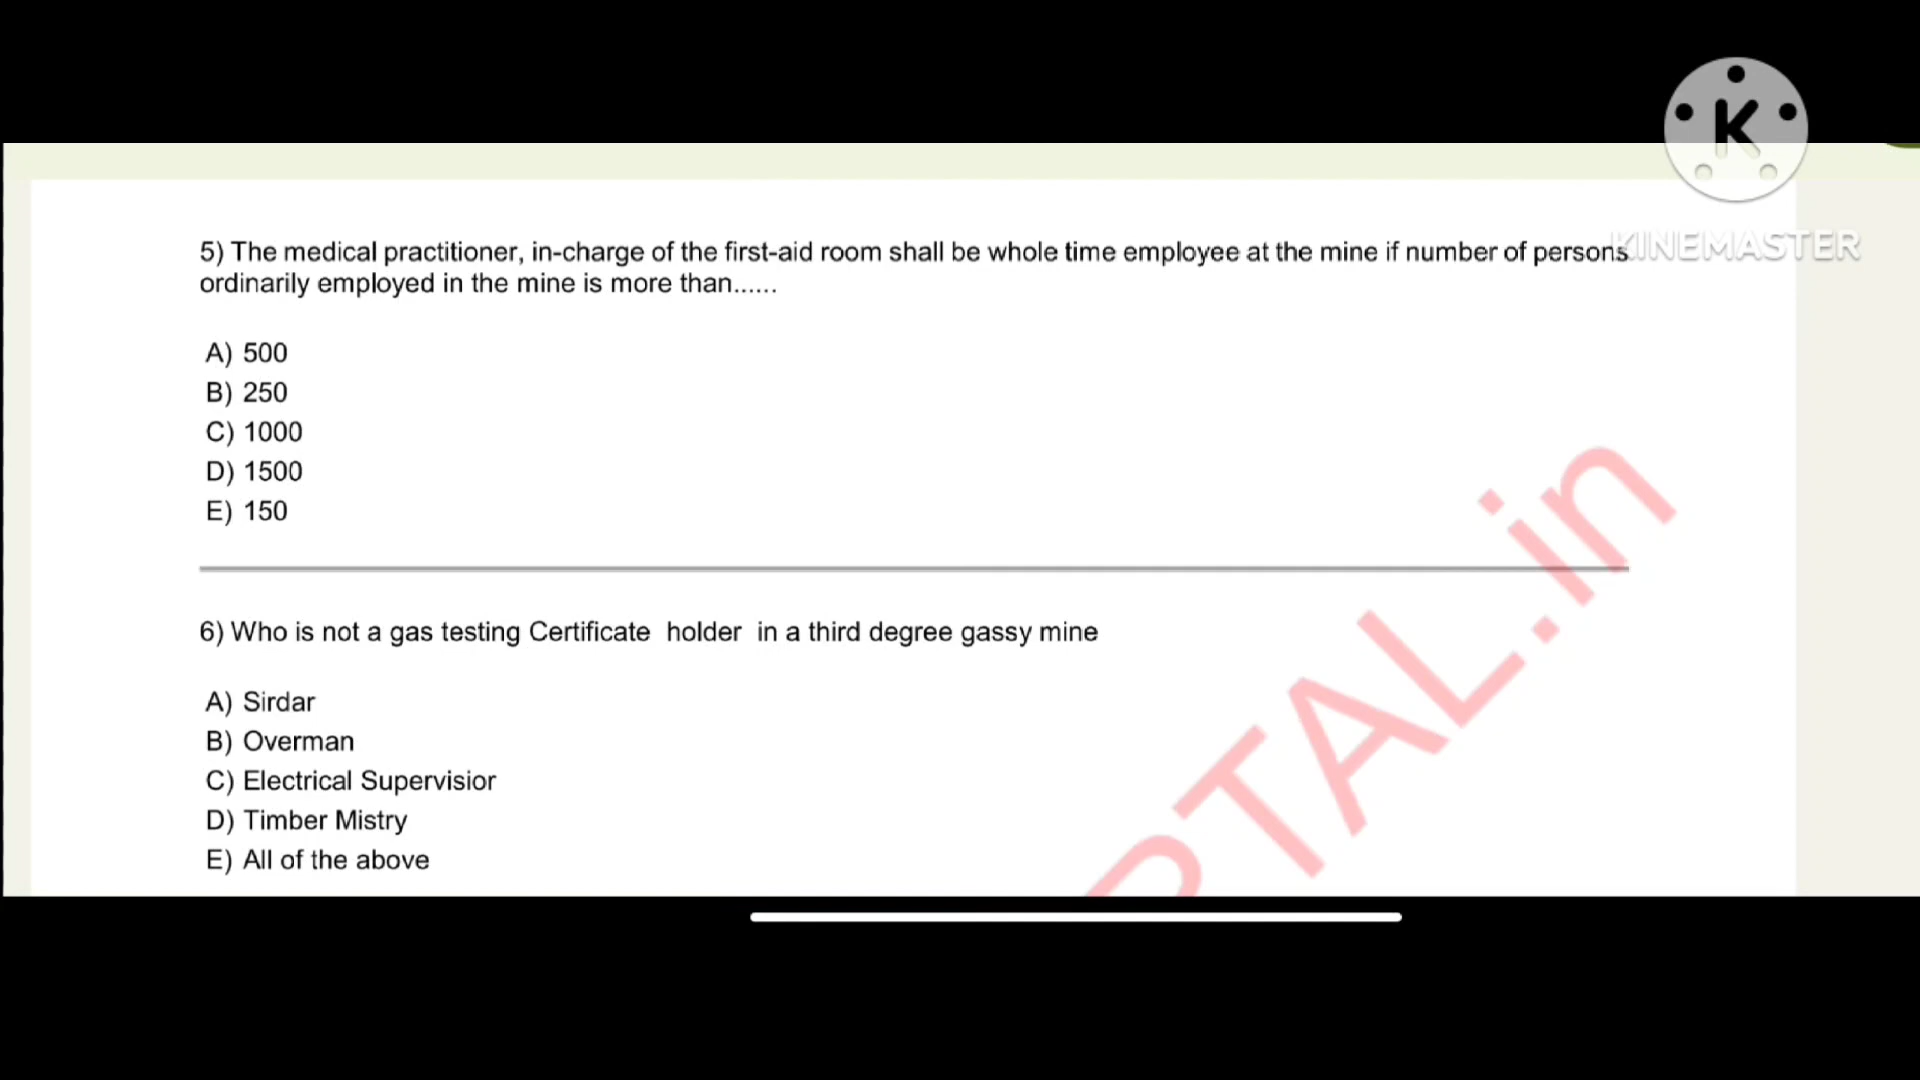 K
KINEMASTER
5) The medical practitioner, in-charge of the first-aid room shall be whole time employee at the mine if number of persons
ordinarily employed in the mine is more than......
A) 500
B) 250
C) 1000
D) 1500
E) 150
6) Who is not a gas testing Certificate holder in a third degree gassy mine
A) Sirdar
B) Overman
C) Electrical Supervisior
D) Timber Mistry
E) All of the above
RTAL.in